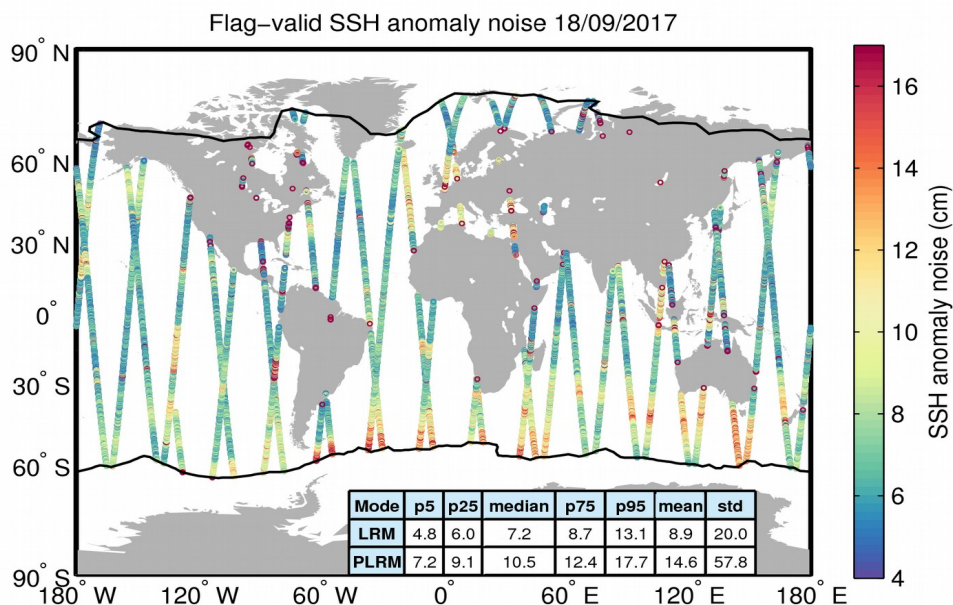 Flag−valid SSH anomaly noise 18/09/2017
90° N
60° N
30° N
0°
30° S
60° S
90° S
180° W 120° W 60° W 0° 60° E 120° E 180° E
Mode p5 p25 median p75 p95 mean std
LRM 4.8 6.0 7.2 8.7 13.1 8.9 20.0
PLRM 7.2 9.1 10.5 12.4 17.7 14.6 57.8
16
14
12
10
8
6
4
SSH anomaly noise (cm)